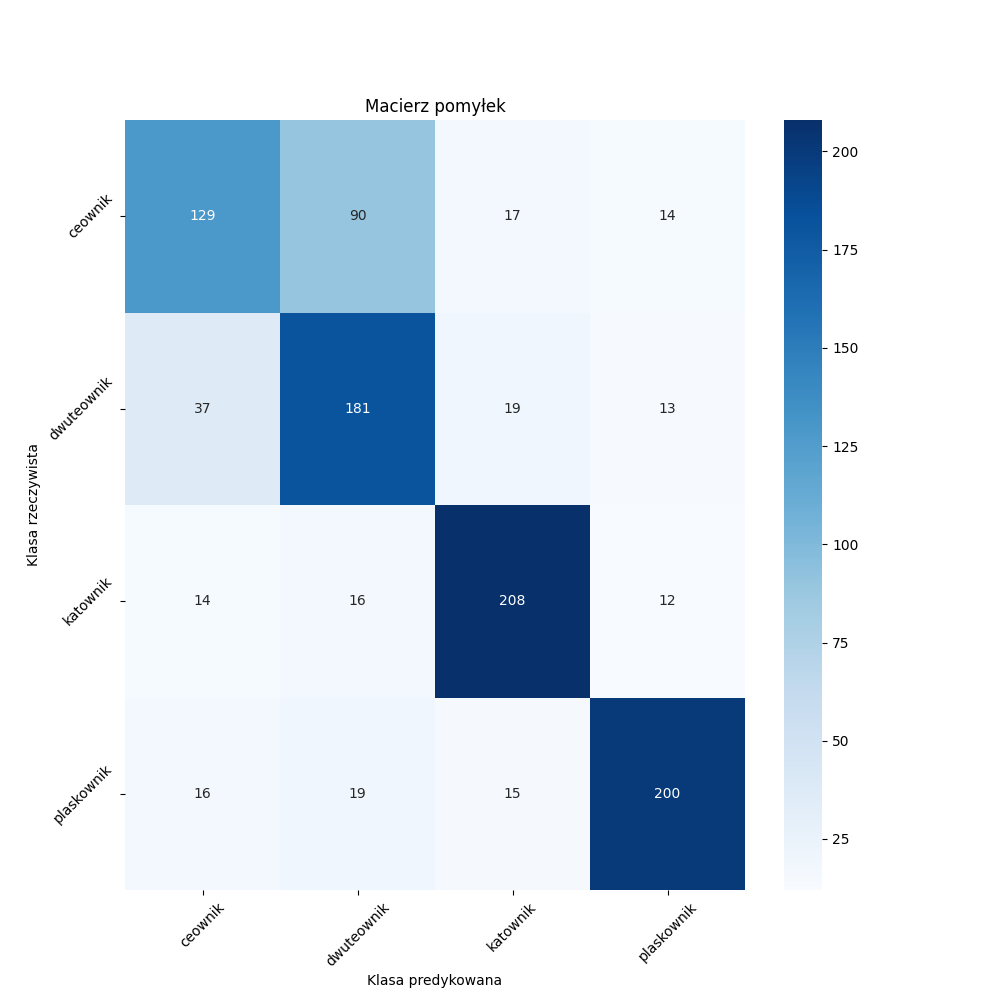 Macierz pomyłek
ceownik 129 90 17 14
dwuteownik 37 181 19 13
katownik 14 16 208 12
plaskownik 16 19 15 200
ceownik dwuteownik katownik plaskownik
Klasa rzeczywista
Klasa predykowana
200
175
150
125
100
75
50
25